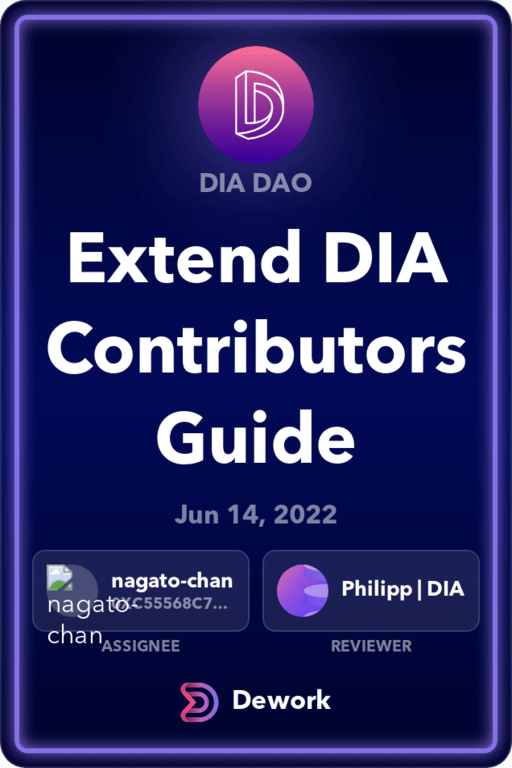 DIA DAO
Extend DIA
Contributors
Guide
Jun 14, 2022
nagato-chan
0XC55568C7...
nagato-
chan
ASSIGNEE
Philipp | DIA
REVIEWER
Dework